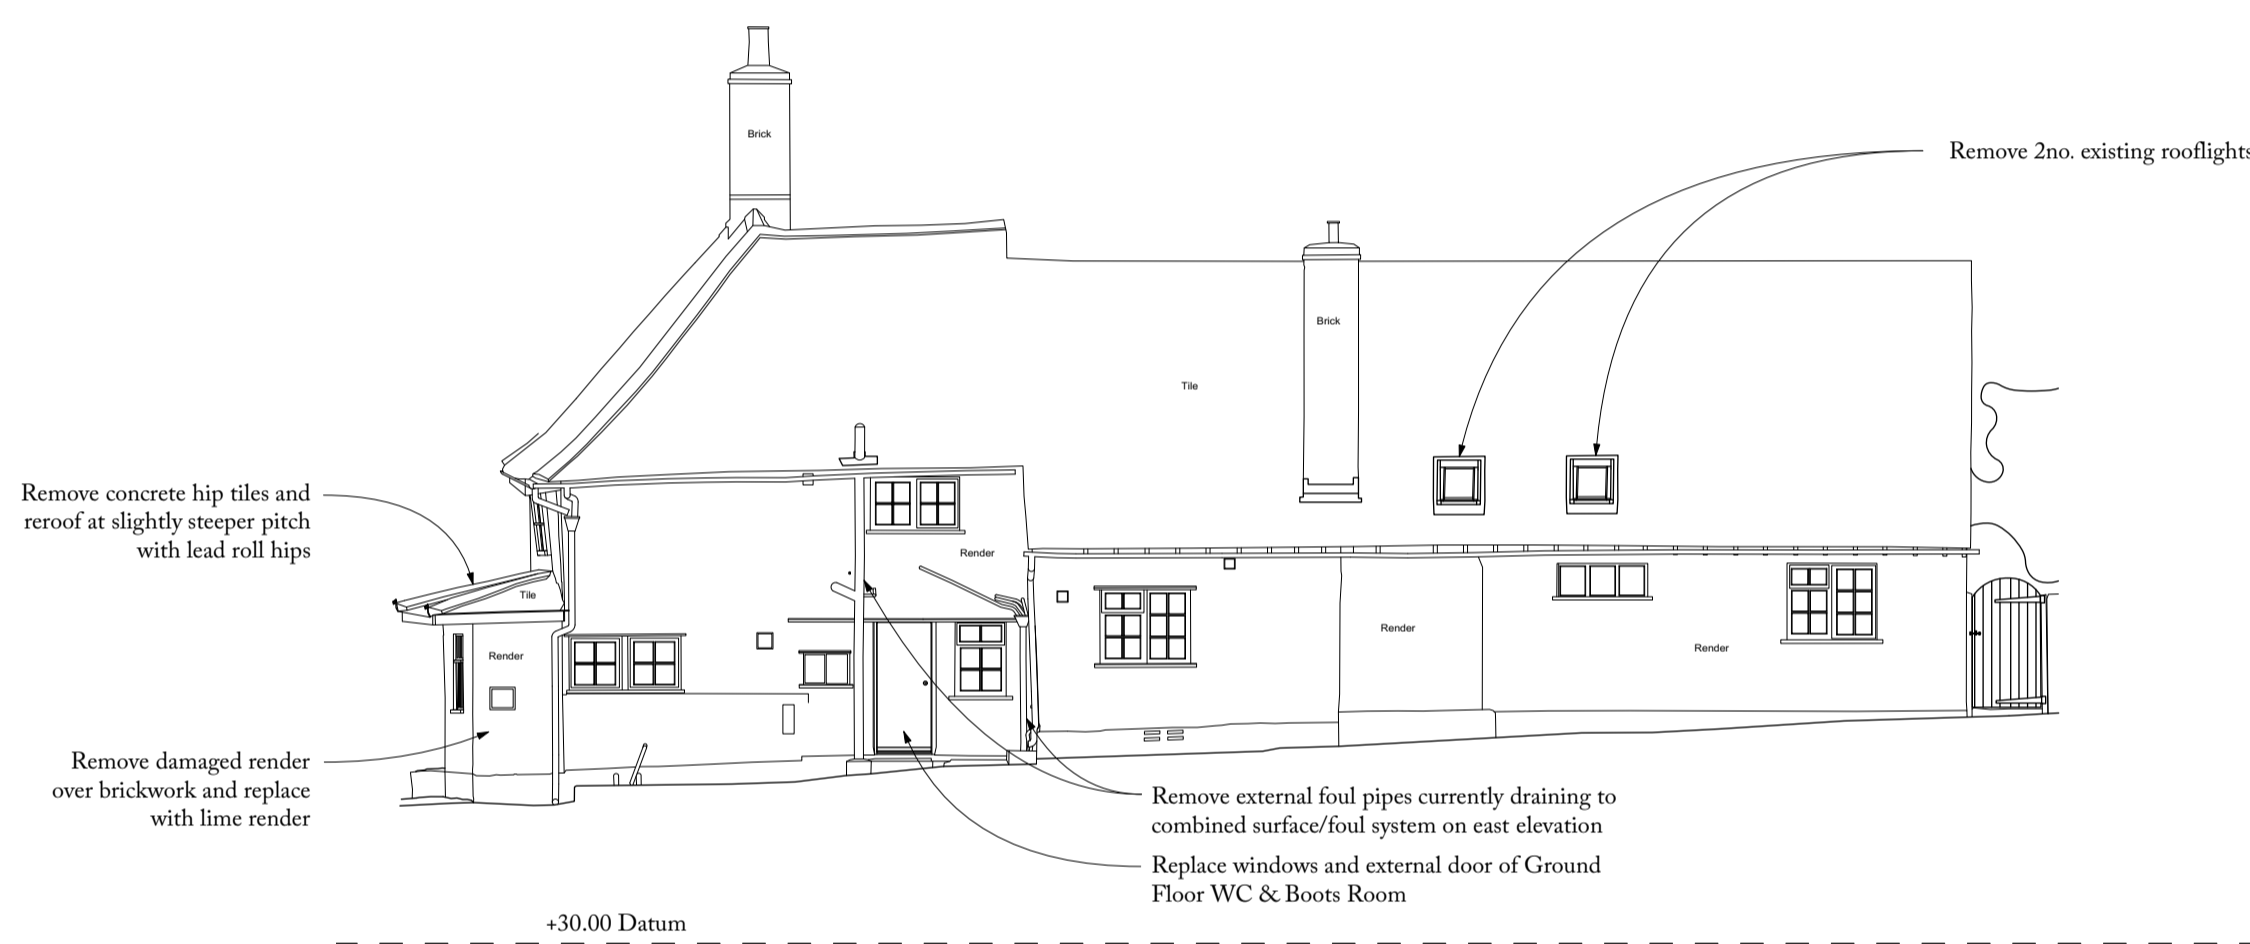 Brick
Remove 2no. existing rooflights
Brick
Tile
Remove concrete hip tiles and
reroof at slightly steeper pitch
with lead roll hips
Render
Tile
Render
Render
Render
Remove damaged render
over brickwork and replace
with lime render
Remove external foul pipes currently draining to
combined surface/foul system on east elevation
Replace windows and external door of Ground
Floor WC & Boots Room
+30.00 Datum